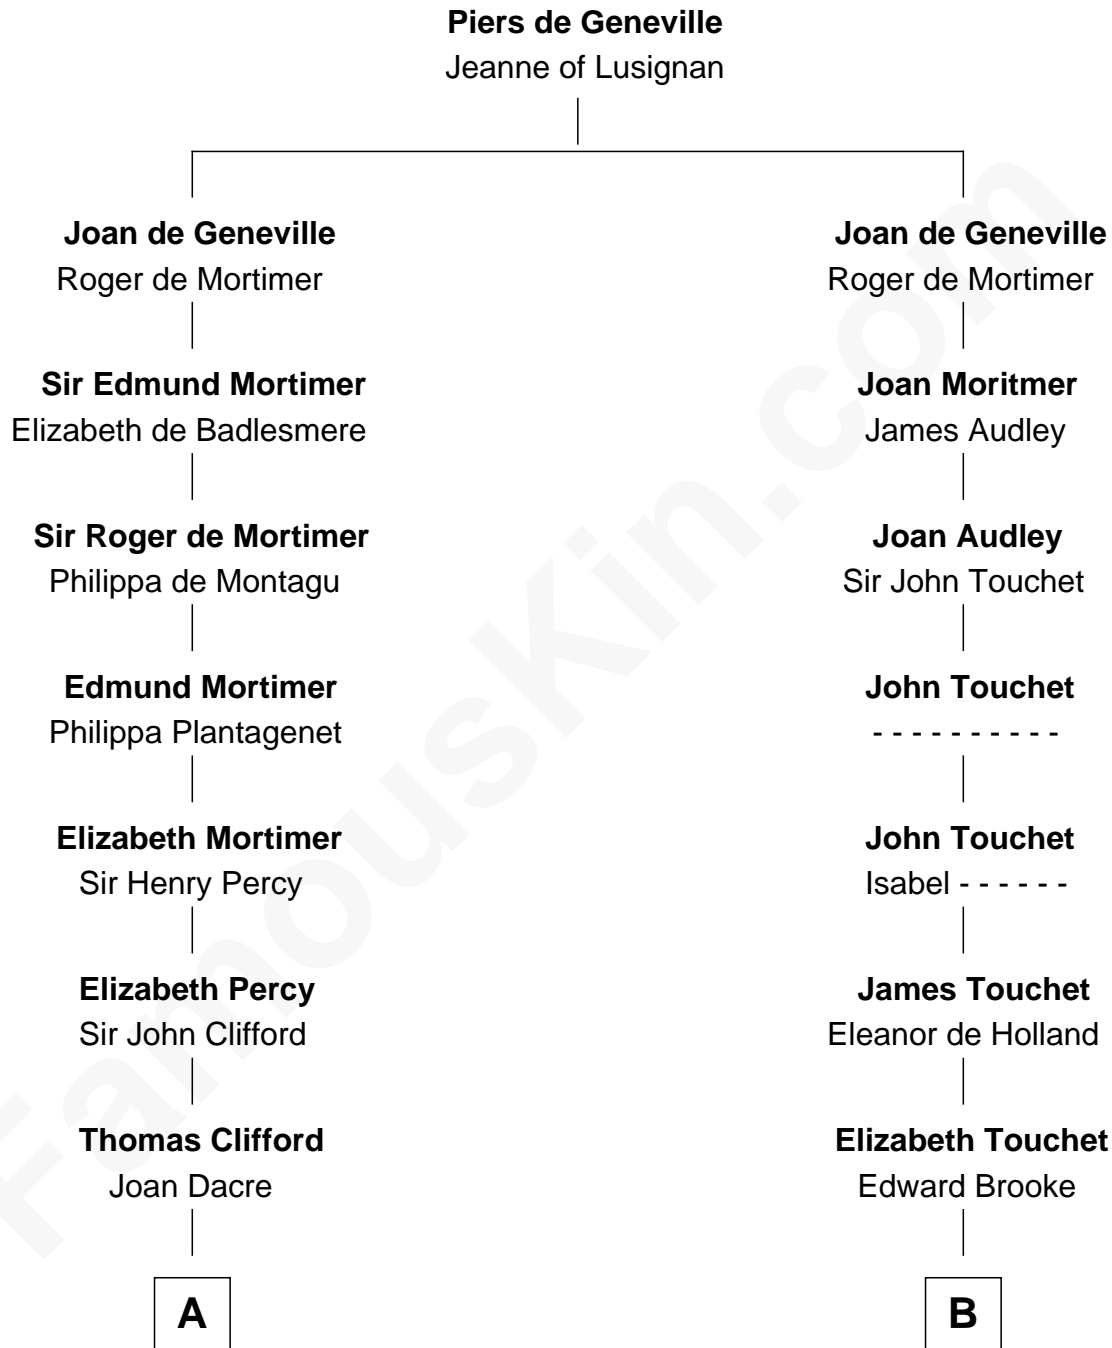 Piers de Geneville
Jeanne of Lusignan
Joan de Geneville
Roger de Mortimer
Joan de Geneville
Roger de Mortimer
Sir Edmund Mortimer
Elizabeth de Badlesmere
Joan Moritmer
James Audley
Sir Roger de Mortimer
Philippa de Montagu
Joan Audley
Sir John Touchet
Edmund Mortimer
Philippa Plantagenet
John Touchet
- - - - - - - - - -
Elizabeth Mortimer
Sir Henry Percy
John Touchet
Isabel - - - - - -
Elizabeth Percy
Sir John Clifford
James Touchet
Eleanor de Holland
Thomas Clifford
Joan Dacre
Elizabeth Touchet
Edward Brooke
A
B
FamousKin.com